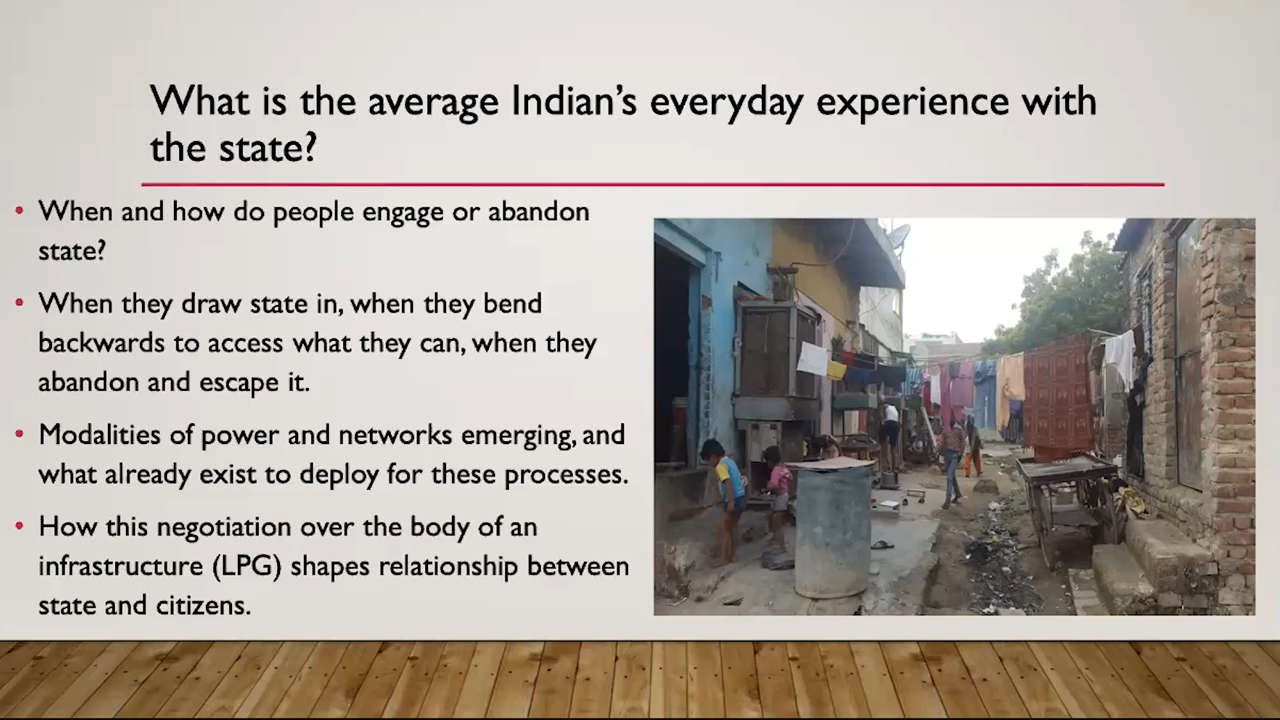 What is the average Indian’s everyday experience with
the state?
• When and how do people engage or abandon
state?
• When they draw state in, when they bend
backwards to access what they can, when they
abandon and escape it.
• Modalities of power and networks emerging, and
what already exist to deploy for these processes.
• How this negotiation over the body of an
infrastructure (LPG) shapes relationship between
state and citizens.